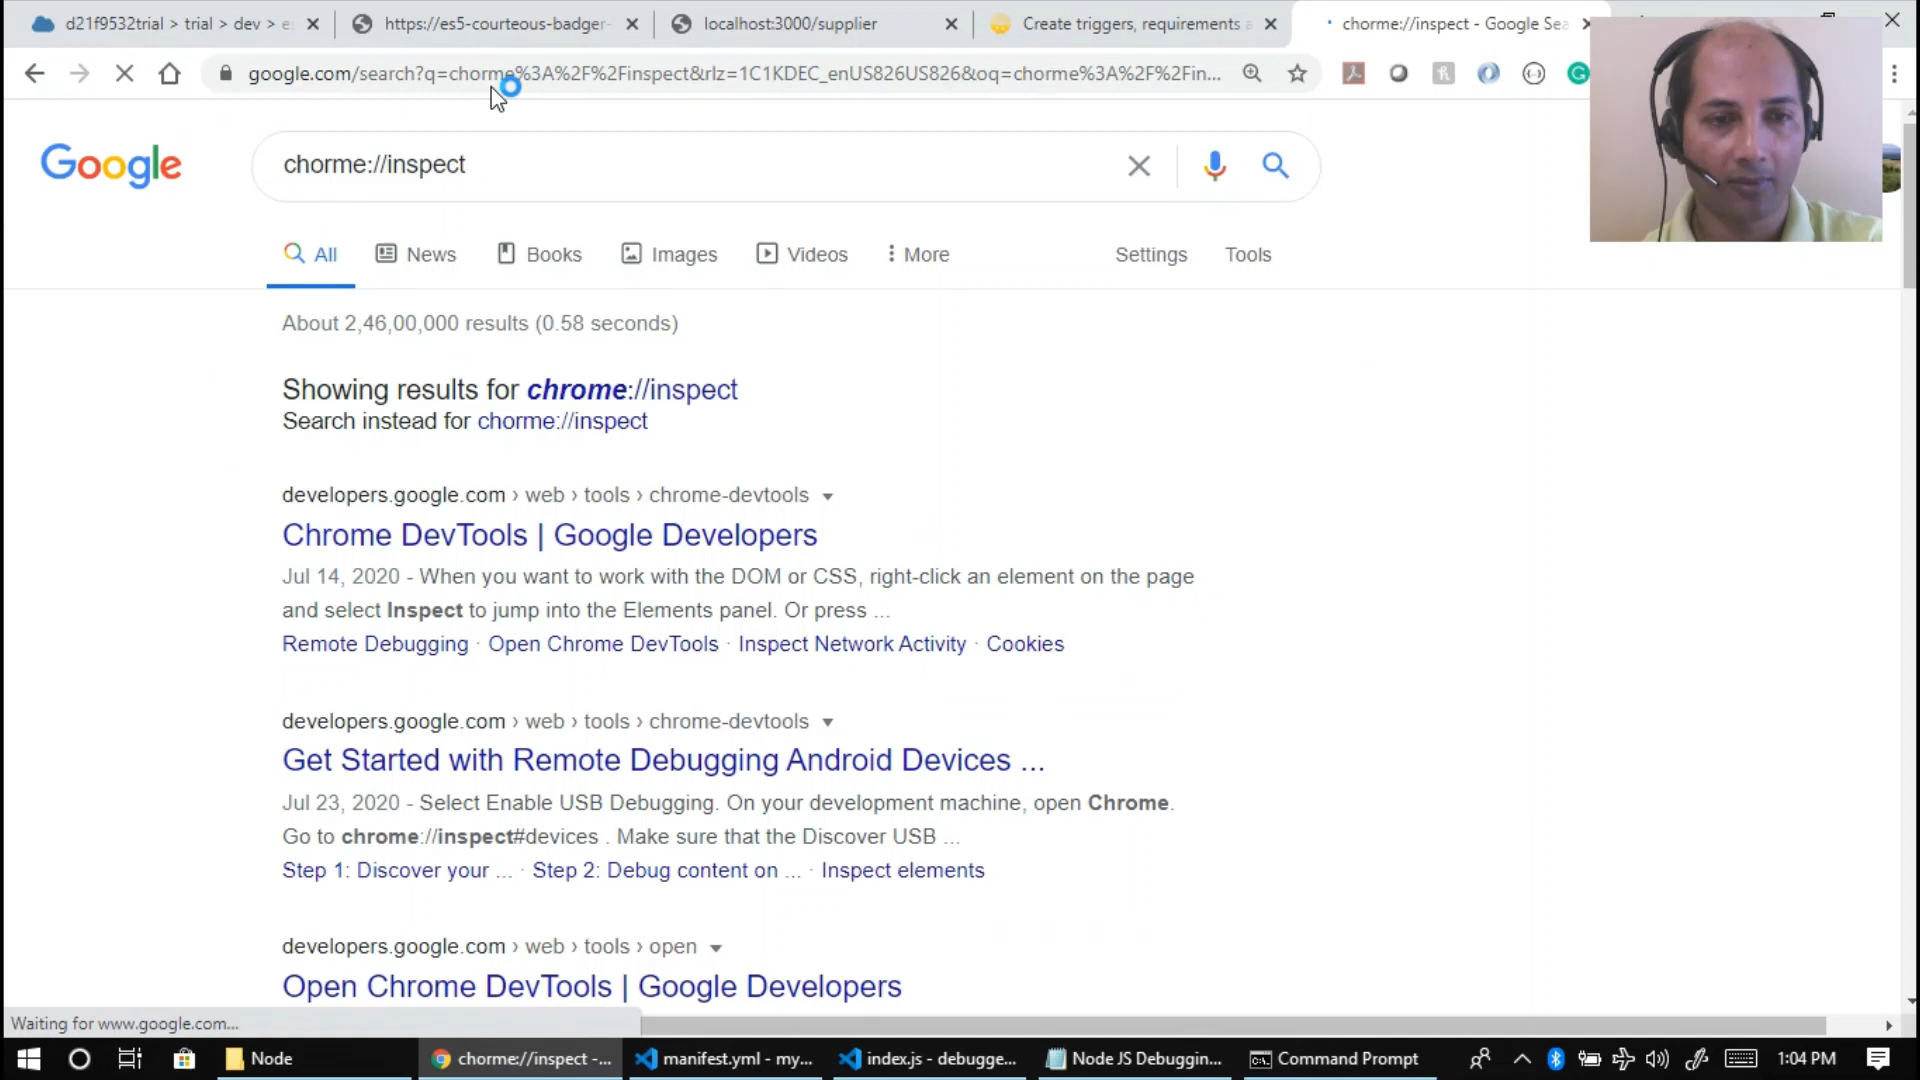 d21f9532trial > trial > dev > e
https://es5-courteous-badger-
localhost:3000/supplier
Create triggers, requirements a
chorme://inspect - Google Sea
google.com/search?q=chorme%3A%2F%2Finspect&rlz=1C1KDEC_enUS826US826&oq=chorme%3A%2F%2Fin...
Google
chorme://inspect
All
News
Books
Images
Videos
More
Settings
Tools
About 2,46,00,000 results (0.58 seconds)
Showing results for chrome://inspect
Search instead for chorme://inspect
developers.google.com › web › tools › chrome-devtools
Chrome DevTools | Google Developers
Jul 14, 2020 - When you want to work with the DOM or CSS, right-click an element on the page
and select Inspect to jump into the Elements panel. Or press ...
Remote Debugging · Open Chrome DevTools · Inspect Network Activity · Cookies
developers.google.com › web › tools › chrome-devtools
Get Started with Remote Debugging Android Devices ...
Jul 23, 2020 - Select Enable USB Debugging. On your development machine, open Chrome.
Go to chrome://inspect#devices . Make sure that the Discover USB ...
Step 1: Discover your ... · Step 2: Debug content on ... · Inspect elements
developers.google.com › web › tools › open
Open Chrome DevTools | Google Developers
Waiting for www.google.com...
Node
chorme://inspect -...
manifest.yml - my...
index.js - debugge...
Node JS Debuggin...
Command Prompt
1:04 PM